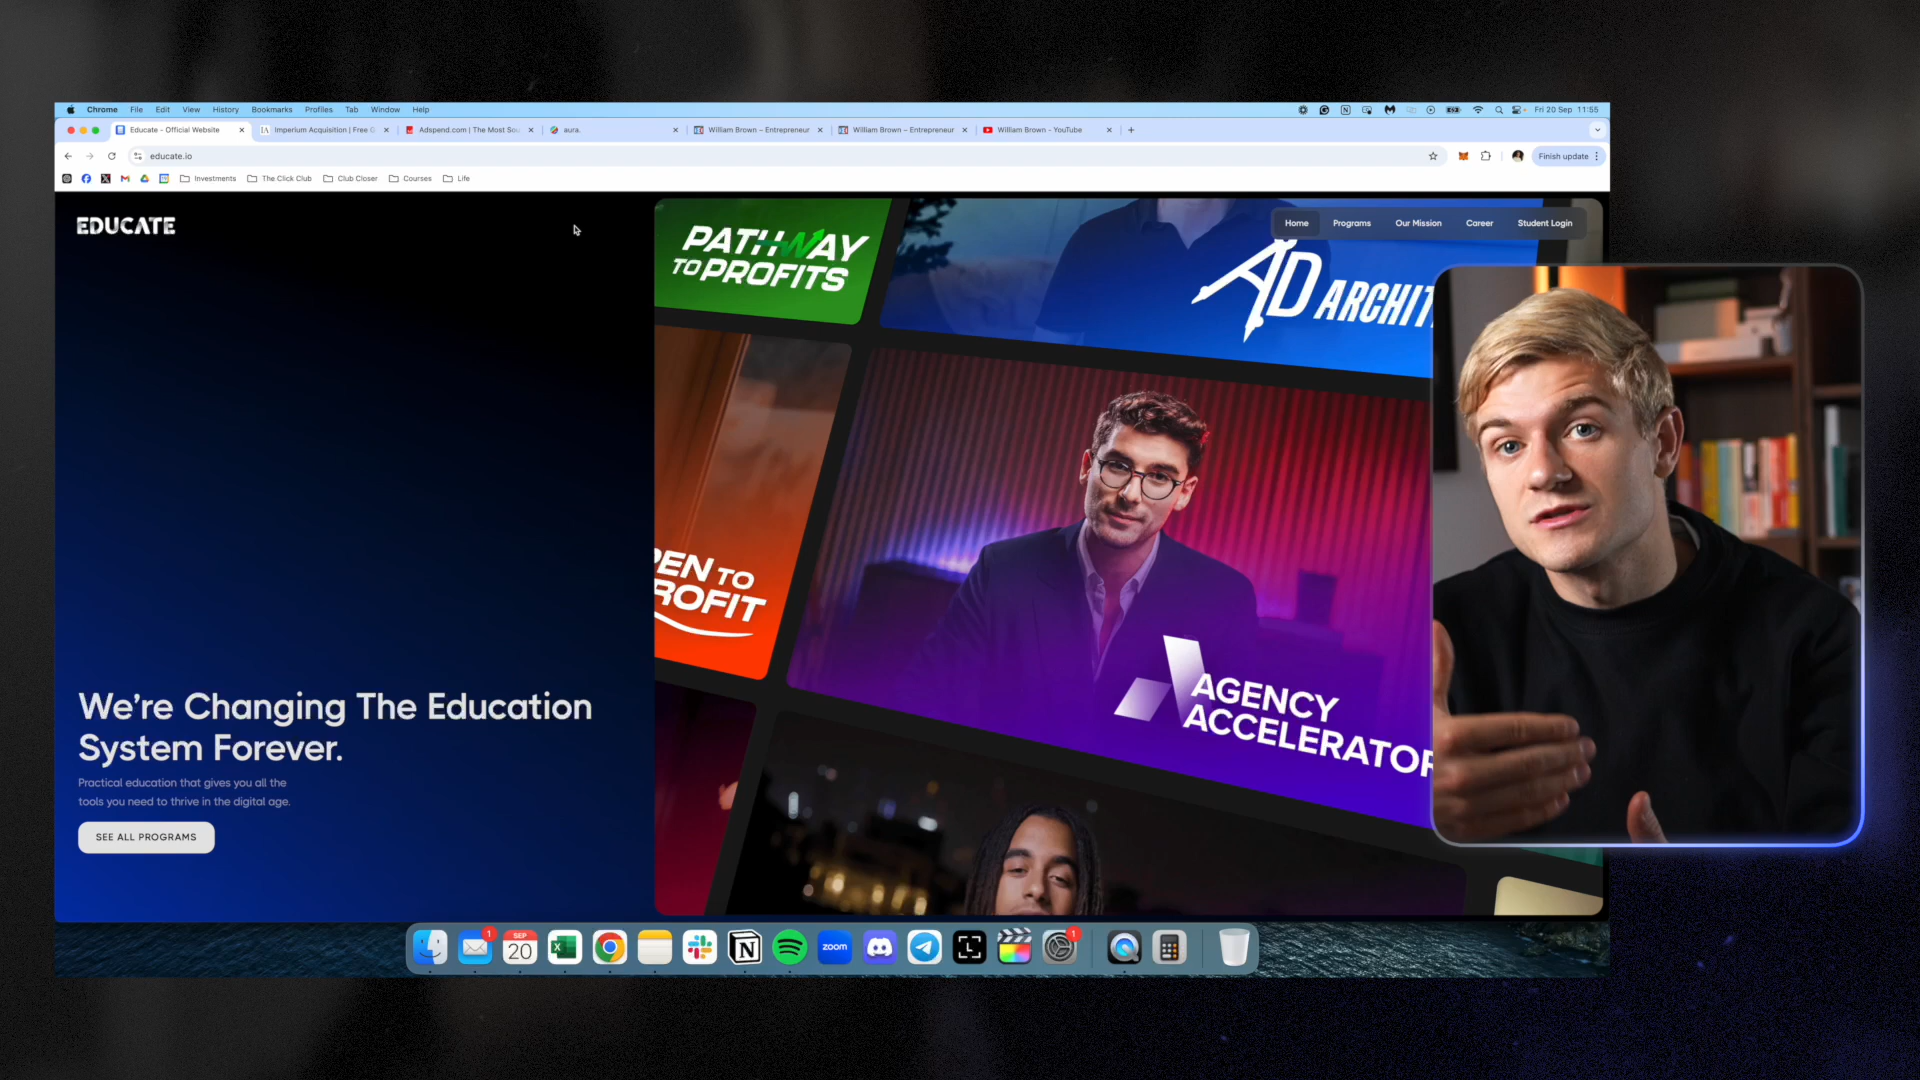 Chrome File Edit View History Bookmarks Profiles Tab Window Help Fri 20 Sep 11:55
Educate - Official Website Imperium Acquisition | Free G Adspend.com | The Most Sou aura. William Brown – Entrepreneur William Brown – Entrepreneur William Brown - YouTube
educate.io Finish update
Investments The Click Club Club Closer Courses Life
EDUCATE
Home Programs Our Mission Career Student Login
PATHWAY
TO PROFITS
AD ARCHIT
EN TO
ROFIT
AGENCY
ACCELERATOR
We're Changing The Education
System Forever.
Practical education that gives you all the
tools you need to thrive in the digital age.
SEE ALL PROGRAMS
1
SEP
20
zoom
1